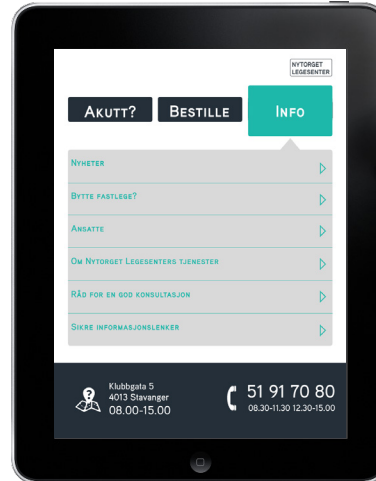 NYTORGET
LEGESENTER
AKUTT?
BESTILLE
INFO
NYHETER
BYTTE FASTLEGE?
ANSATTE
OM NYTORGET LEGESENTERS TJENESTER
RÅD FOR EN GOD KONSULTASJON
SIKRE INFORMASJONSLENKER
Klubbgata 5
4013 Stavanger
08.00-15.00
51 91 70 80
08.30-11.30 12.30-15.00